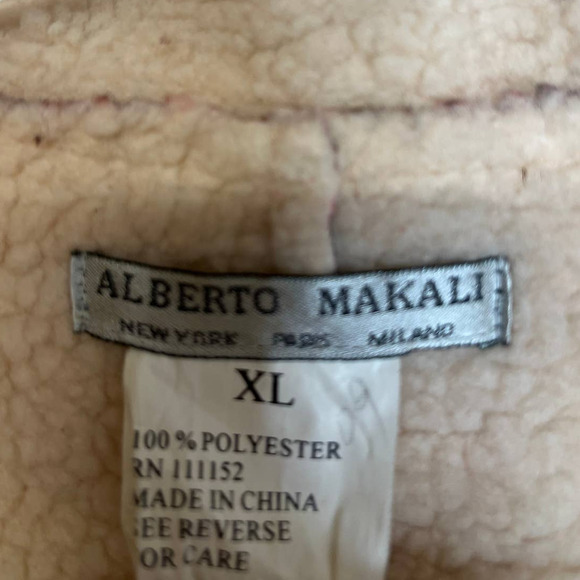 ALBERTO MAKALI
NEW YORK PARIS MILANO
XL
100 % POLYESTER
RN 111152
MADE IN CHINA
EE REVERSE
OR CARE